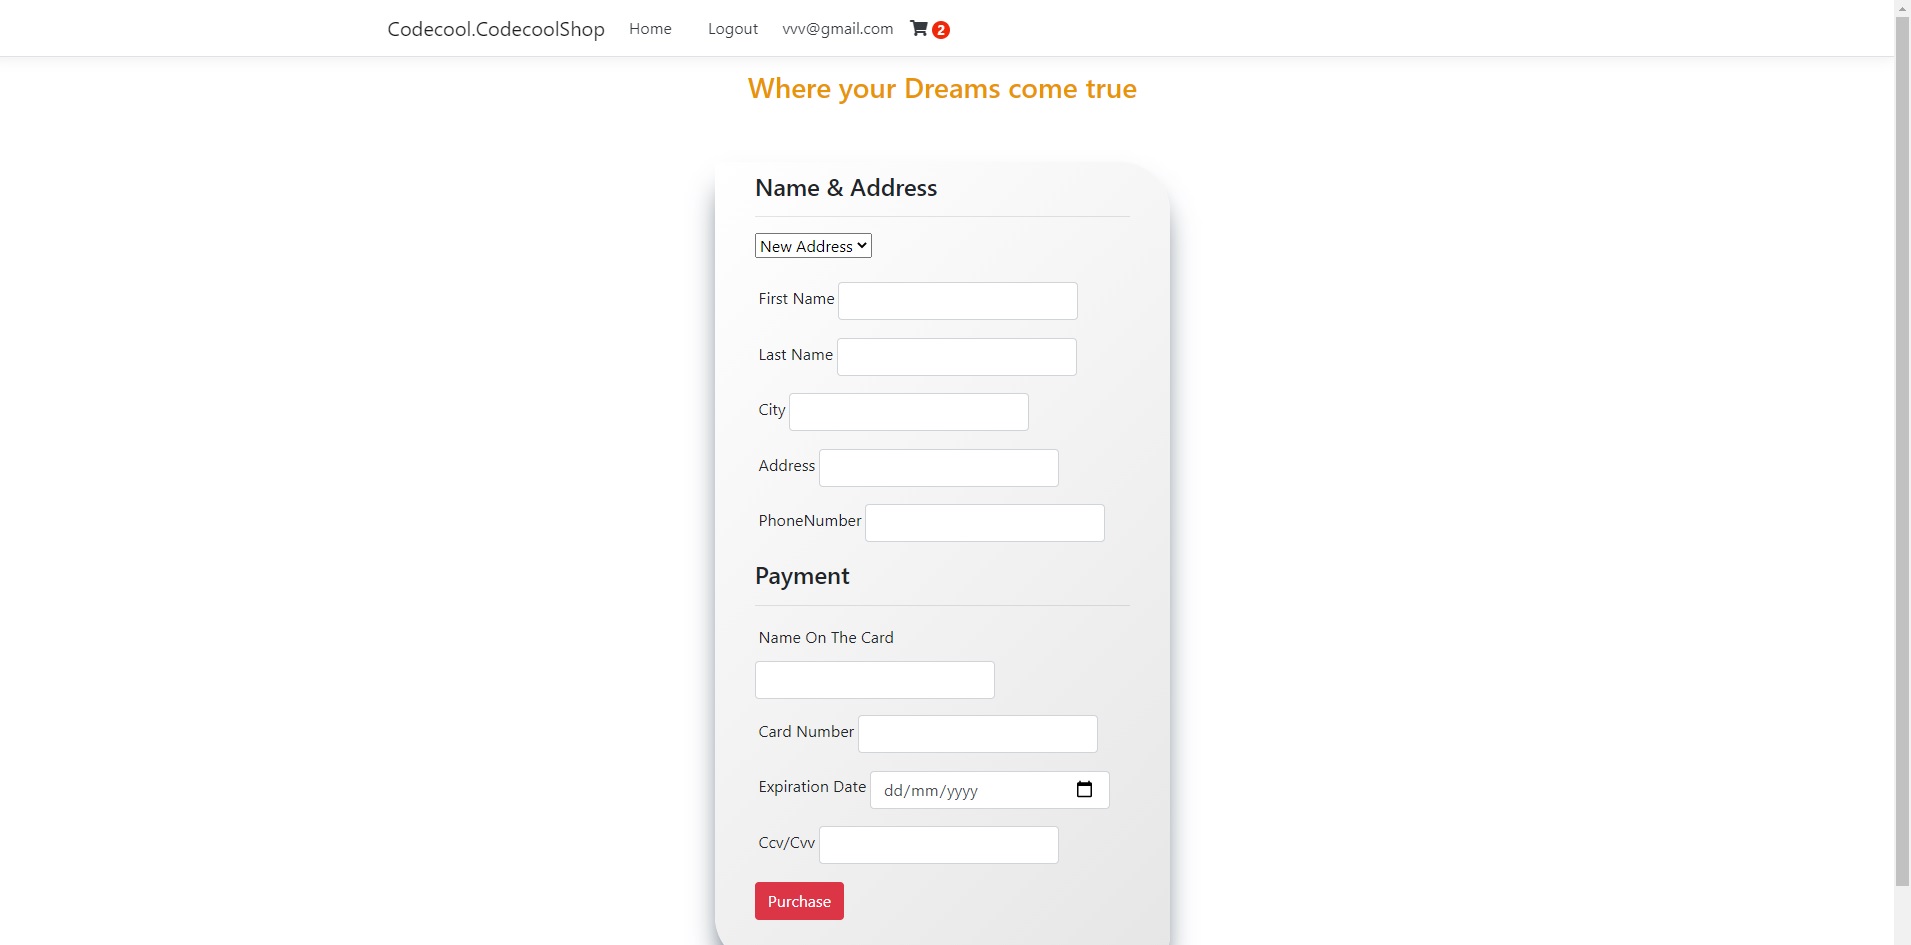 Codecool.CodecoolShop Home Logout vvv@gmail.com 2
Where your Dreams come true
Name & Address
New Address
First Name
Last Name
City
Address
PhoneNumber
Payment
Name On The Card
Card Number
Expiration Date dd/mm/yyyy
Ccv/Cvv
Purchase